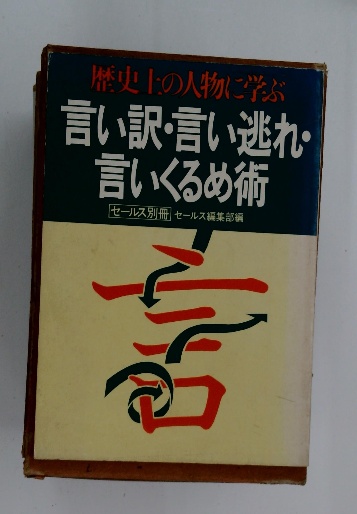 歴史上の人物に学ぶ
言い訳・言い逃れ・
言いくるめ術
セールス別冊 セールス編集部編
言